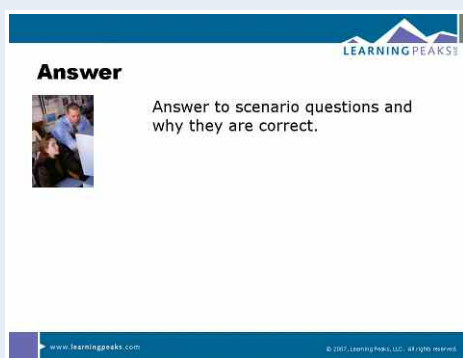 LEARNINGPEAKS LLC
Answer
Answer to scenario questions and
why they are correct.
www.learningpeaks.com
© 2007, Learning Peaks, LLC. All rights reserved.